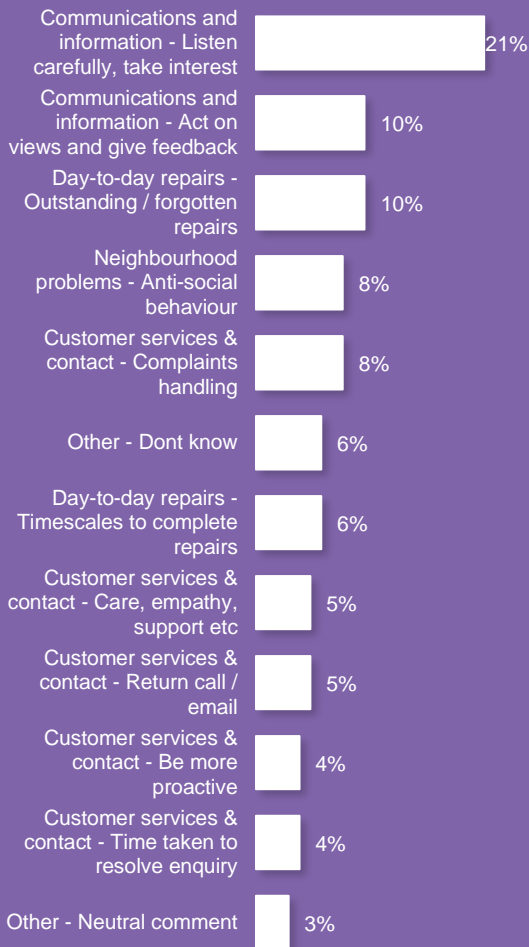 Communications and
information - Listen
carefully, take interest
21%
Communications and
information - Act on
views and give feedback
10%
Day-to-day repairs -
Outstanding / forgotten
repairs
10%
Neighbourhood
problems - Anti-social
behaviour
8%
Customer services &
contact - Complaints
handling
8%
Other - Dont know
6%
Day-to-day repairs -
Timescales to complete
repairs
6%
Customer services &
contact - Care, empathy,
support etc
5%
Customer services &
contact - Return call /
email
5%
Customer services &
contact - Be more
proactive
4%
Customer services &
contact - Time taken to
resolve enquiry
4%
Other - Neutral comment
3%